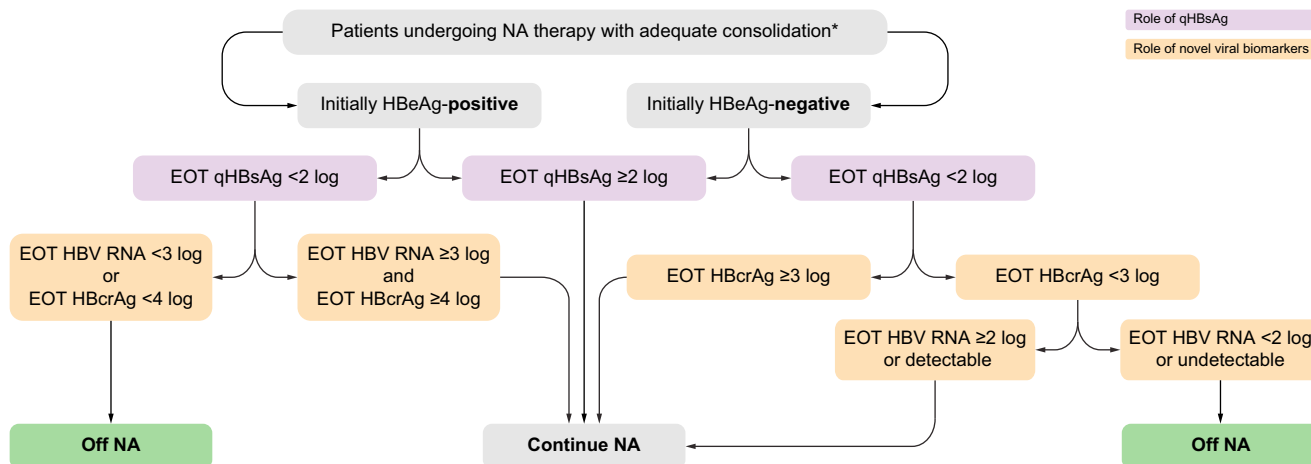 Patients undergoing NA therapy with adequate consolidation*
Role of qHBsAg
Role of novel viral biomarkers
Initially HBeAg-positive
Initially HBeAg-negative
EOT qHBsAg <2 log
EOT qHBsAg ≥2 log
EOT qHBsAg <2 log
EOT HBV RNA <3 log
or
EOT HBcrAg <4 log
EOT HBV RNA ≥3 log
and
EOT HBcrAg ≥4 log
EOT HBcrAg ≥3 log
EOT HBcrAg <3 log
EOT HBV RNA ≥2 log
or detectable
EOT HBV RNA <2 log
or undetectable
Off NA
Continue NA
Off NA